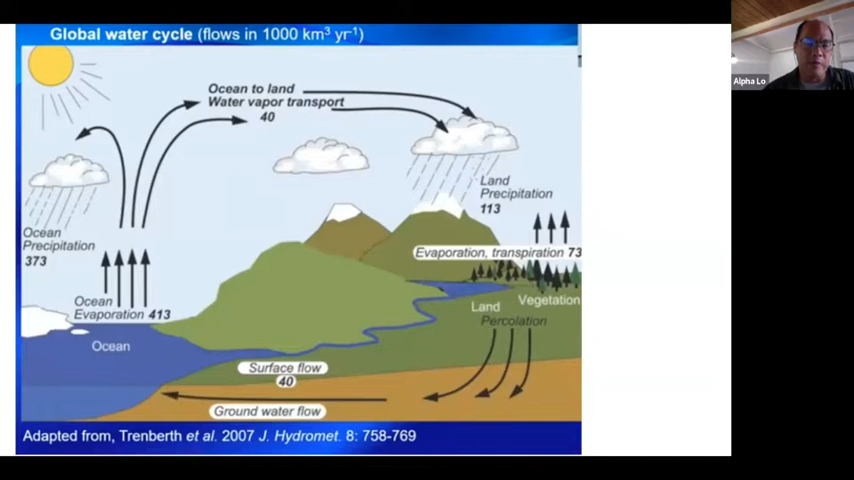 Global water cycle (flows in 1000 km³ yr⁻¹)
Alpha Lo
Ocean to land
Water vapor transport
40
Land
Precipitation
113
Ocean
Precipitation
373
Evaporation, transpiration 73
Ocean
Evaporation 413
Land
Vegetation
Percolation
Ocean
Surface flow
40
Ground water flow
Adapted from, Trenberth et al. 2007 J. Hydromet. 8: 758-769